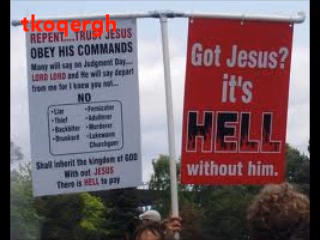 tkoqergh
REPENT....TRUST JESUS
OBEY HIS COMMANDS
Many will say on Judgment Day....
LORD LORD and He will say depart
from me for I knew you not...
NO
•Liar
•Thief
•Backbiter
•Drunkard
•Fornicator
•Adulterer
•Murderer
•Lukewarm
Churchgoer
Shall inherit the kingdom of GOD
With out JESUS
There is HELL to pay
Got Jesus?
it's
HELL
without him.